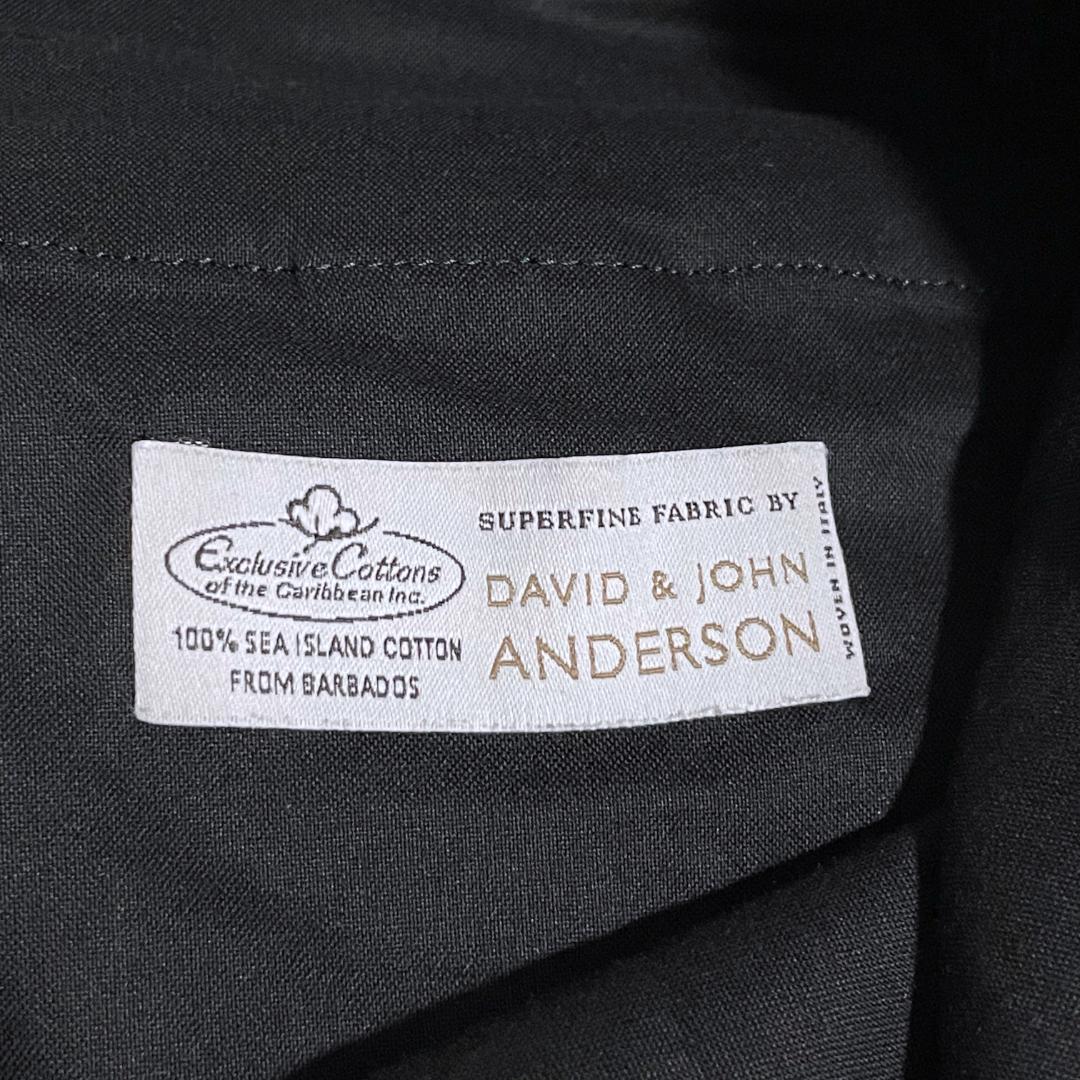 Exclusive Cottons
of the Caribbean Inc.
100% SEA ISLAND COTTON
FROM BARBADOS
SUPERFINE FABRIC BY
DAVID & JOHN
ANDERSON
WOVEN IN ITALY